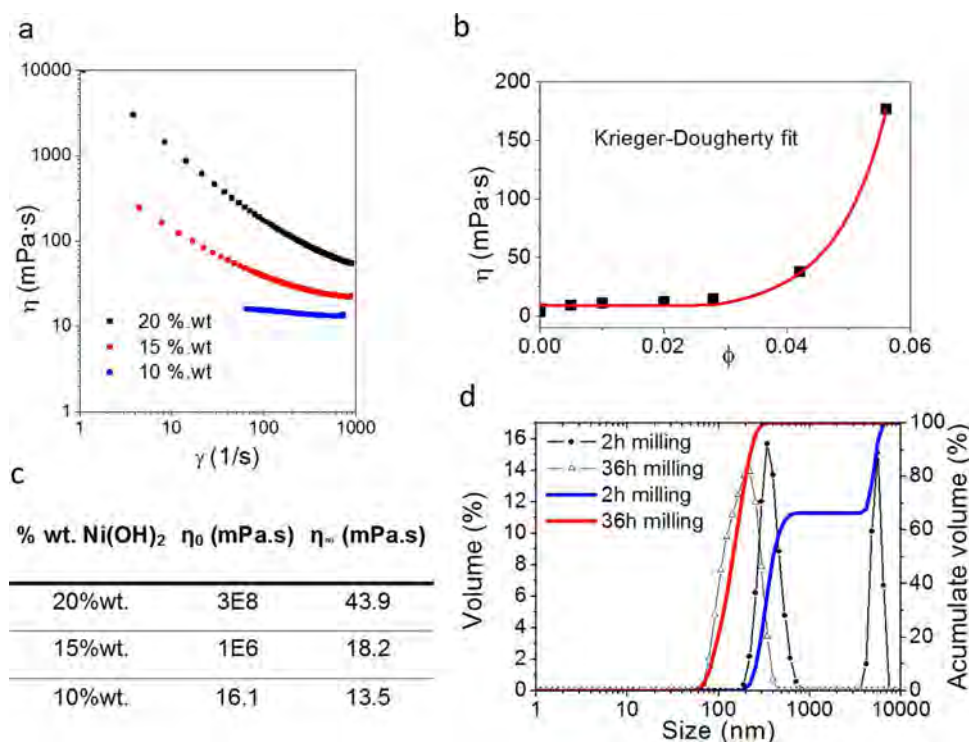 a
10000
1000
100
10
1
η (mPa·s)
20 %.wt
15 %.wt
10 %.wt
1 10 100 1000
γ (1/s)
b
200
150
100
50
0
η (mPa·s)
Krieger-Dougherty fit
0.00 0.02 0.04 0.06
ϕ
c
% wt. Ni(OH)₂ η₀ (mPa.s) η∞ (mPa.s)
20%wt. 3E8 43.9
15%wt. 1E6 18.2
10%wt. 16.1 13.5
d
16
14
12
10
8
6
4
2
0
Volume (%)
2h milling
36h milling
2h milling
36h milling
100
80
60
40
20
0
Acumulate volume (%)
1 10 100 1000 10000
Size (nm)